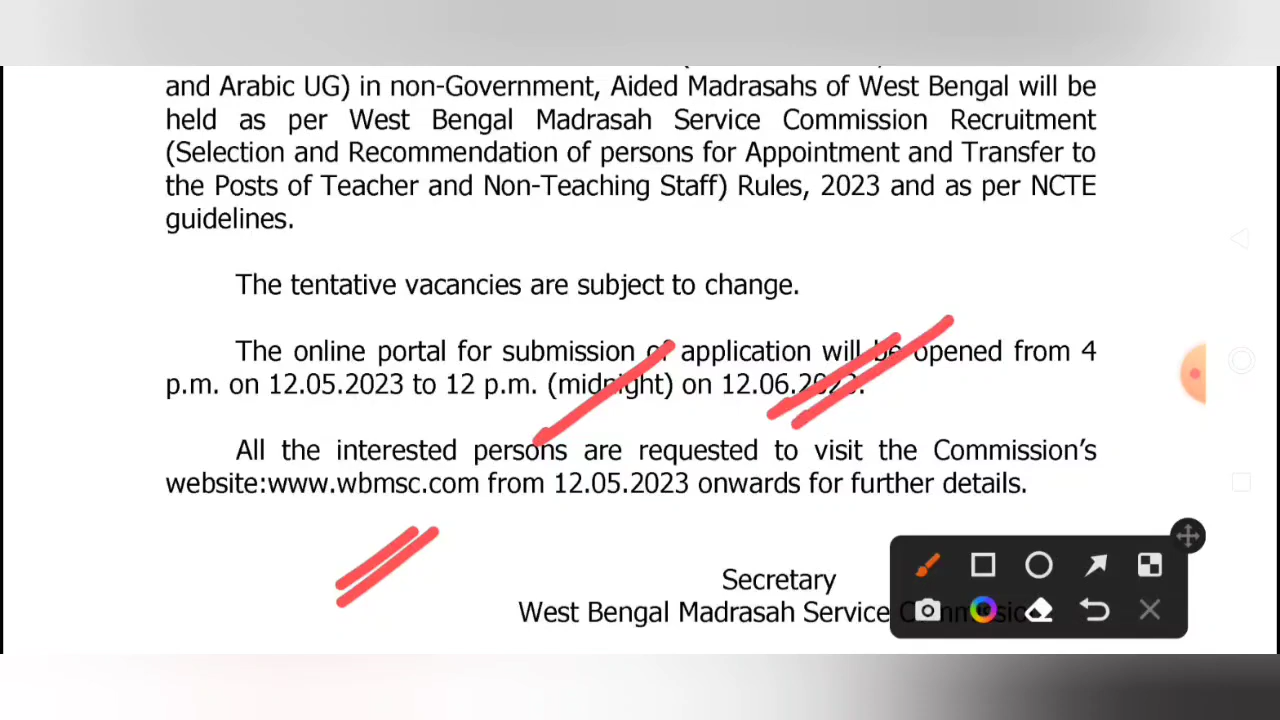 and Arabic UG) in non-Government, Aided Madrasahs of West Bengal will be
held as per West Bengal Madrasah Service Commission Recruitment
(Selection and Recommendation of persons for Appointment and Transfer to
the Posts of Teacher and Non-Teaching Staff) Rules, 2023 and as per NCTE
guidelines.
The tentative vacancies are subject to change.
The online portal for submission of application will be opened from 4
p.m. on 12.05.2023 to 12 p.m. (midnight) on 12.06.2023.
All the interested persons are requested to visit the Commission's
website:www.wbmsc.com from 12.05.2023 onwards for further details.
Secretary
West Bengal Madrasah Service Commission